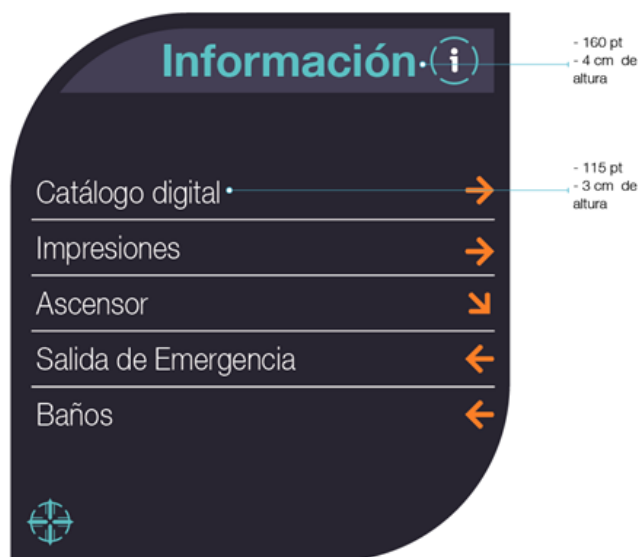 Información
i
- 160 pt
- 4 cm de
altura
Catálogo digital
- 115 pt
- 3 cm de
altura
Impresiones
Ascensor
Salida de Emergencia
Baños